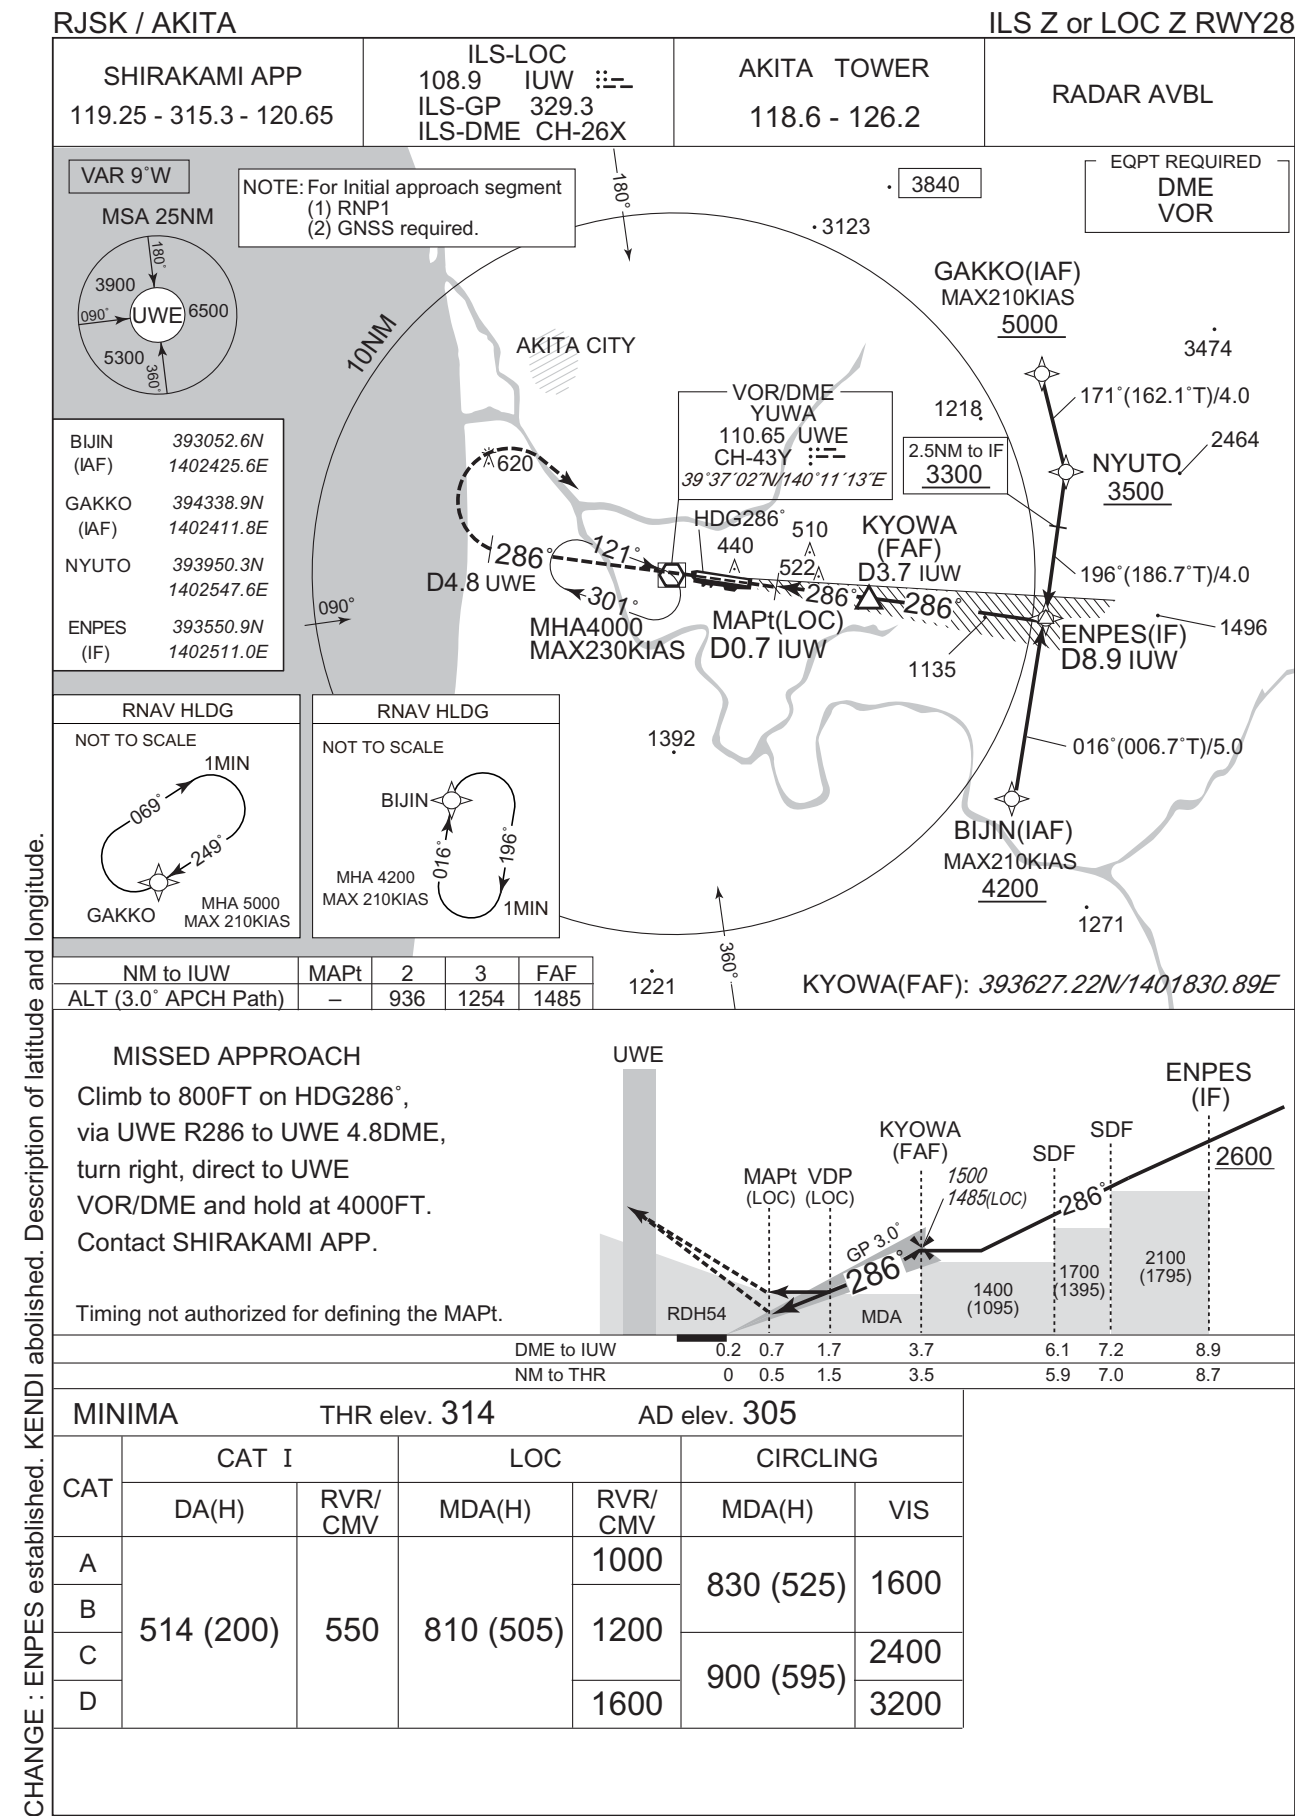 RJSK / AKITA
ILS Z or LOC Z RWY28
SHIRAKAMI APP
119.25 - 315.3 - 120.65
ILS-LOC
108.9 IUW
ILS-GP 329.3
ILS-DME CH-26X
AKITA TOWER
118.6 - 126.2
RADAR AVBL
VAR 9°W
MSA 25NM
180°
3900
090°
UWE
6500
5300
360°
NOTE: For Initial approach segment
(1) RNP1
(2) GNSS required.
180°
3840
3123
EQPT REQUIRED
DME
VOR
GAKKO(IAF)
MAX210KIAS
5000
3474
10NM
AKITA CITY
171°(162.1°T)/4.0
VOR/DME
YUWA
110.65 UWE
CH-43Y
39°37′02″N/140°11′13″E
1218
2464
2.5NM to IF
3300
NYUTO
3500
BIJIN 393052.6N
(IAF) 1402425.6E
GAKKO 394338.9N
(IAF) 1402411.8E
NYUTO 393950.3N
1402547.6E
ENPES 393550.9N
(IF) 1402511.0E
620
HDG286°
440
510
522
KYOWA
(FAF)
D3.7 IUW
286°
121°
D4.8 UWE
301°
MHA4000
MAX230KIAS
286°
286°
196°(186.7°T)/4.0
MAPt(LOC)
D0.7 IUW
ENPES(IF)
D8.9 IUW
1496
1135
090°
1392
016°(006.7°T)/5.0
RNAV HLDG
NOT TO SCALE
1MIN
069°
249°
GAKKO
MHA 5000
MAX 210KIAS
RNAV HLDG
NOT TO SCALE
BIJIN
016°
196°
MHA 4200
MAX 210KIAS
1MIN
BIJIN(IAF)
MAX210KIAS
4200
1271
360°
1221
KYOWA(FAF): 393627.22N/1401830.89E
NM to IUW MAPt 2 3 FAF
ALT (3.0° APCH Path) – 936 1254 1485
MISSED APPROACH
Climb to 800FT on HDG286°,
via UWE R286 to UWE 4.8DME,
turn right, direct to UWE
VOR/DME and hold at 4000FT.
Contact SHIRAKAMI APP.
Timing not authorized for defining the MAPt.
UWE
ENPES
(IF)
KYOWA
(FAF)
SDF
SDF
2600
MAPt
(LOC)
VDP
(LOC)
1500
1485(LOC)
286°
GP 3.0°
286°
2100
(1795)
1700
(1395)
1400
(1095)
RDH54
MDA
DME to IUW 0.2 0.7 1.7 3.7 6.1 7.2 8.9
NM to THR 0 0.5 1.5 3.5 5.9 7.0 8.7
MINIMA THR elev. 314 AD elev. 305
CAT
CAT I
LOC
CIRCLING
DA(H)
RVR/
CMV
MDA(H)
RVR/
CMV
MDA(H)
VIS
A
B
C
D
514 (200)
550
810 (505)
1000
1200
1600
830 (525)
900 (595)
1600
2400
3200
CHANGE : ENPES established. KENDI abolished. Description of latitude and longitude.